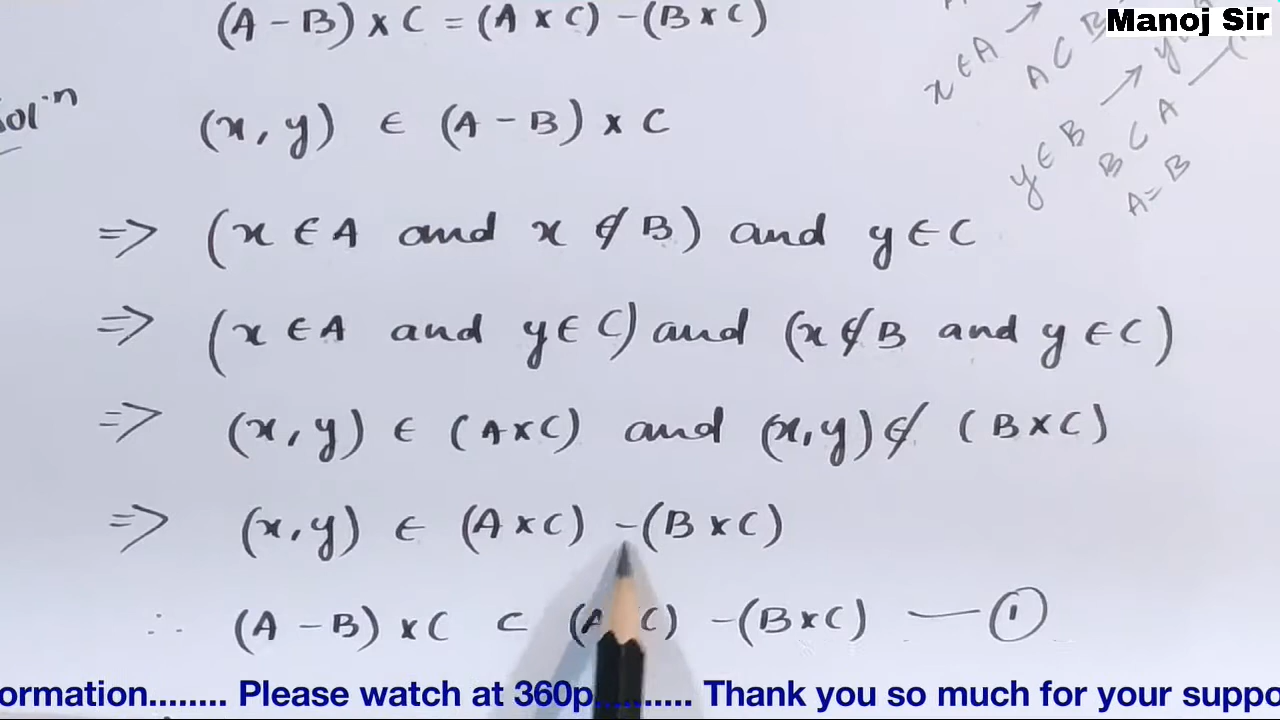 (A - B) × C = (A × C) - (B × C)
Manoj Sir
x ∈ A →
A ⊂ B
y ∈ B →
B ⊂ A
A = B
Sol.n
(x, y) ∈ (A - B) × C
=> (x ∈ A and x ∉ B) and y ∈ C
=> (x ∈ A and y ∈ C) and (x ∉ B and y ∈ C)
=> (x, y) ∈ (A × C) and (x, y) ∉ (B × C)
=> (x, y) ∈ (A × C) - (B × C)
∴ (A - B) × C ⊂ (A C) - (B × C) — ①
ormation........ Please watch at 360p.......... Thank you so much for your suppo